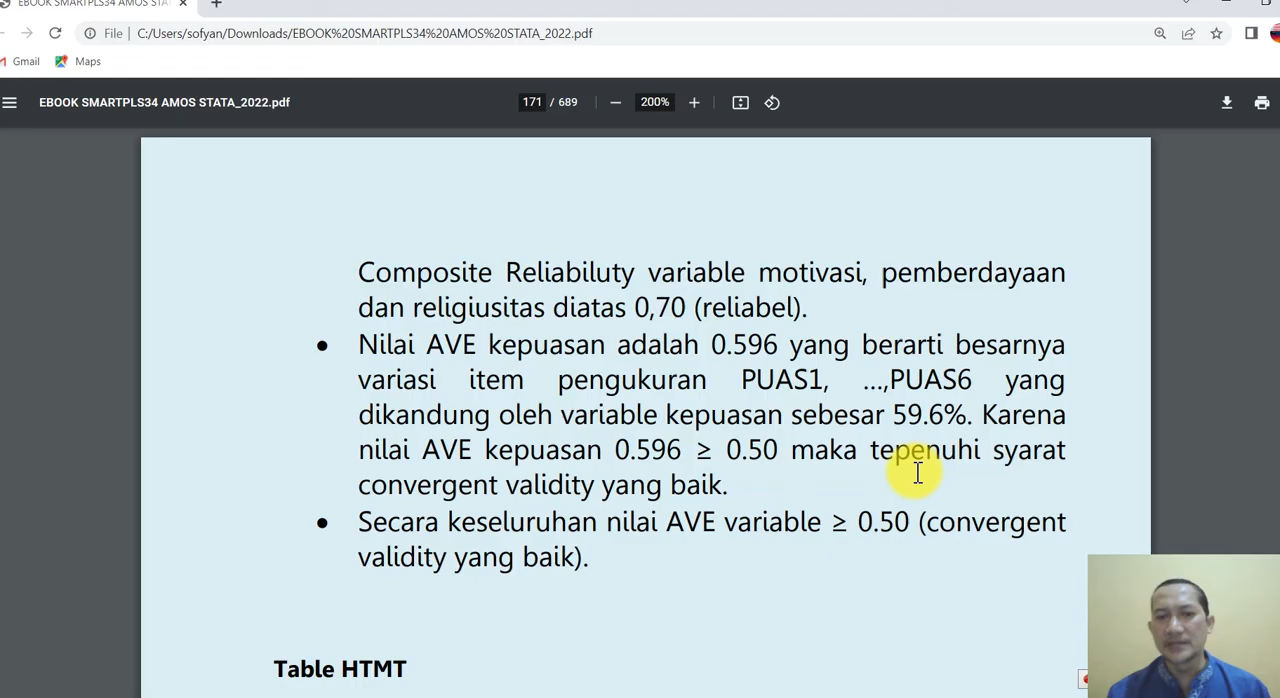 EBOOK SMARTPLS34 AMOS STA
File | C:/Users/sofyan/Downloads/EBOOK%20SMARTPLS34%20AMOS%20STATA_2022.pdf
Gmail Maps
EBOOK SMARTPLS34 AMOS STATA_2022.pdf 171 / 689 200%
Composite Reliabiluty variable motivasi, pemberdayaan
dan religiusitas diatas 0,70 (reliabel).
• Nilai AVE kepuasan adalah 0.596 yang berarti besarnya
variasi item pengukuran PUAS1, ...,PUAS6 yang
dikandung oleh variable kepuasan sebesar 59.6%. Karena
nilai AVE kepuasan 0.596 ≥ 0.50 maka tepenuhi syarat
convergent validity yang baik.
• Secara keseluruhan nilai AVE variable ≥ 0.50 (convergent
validity yang baik).
Table HTMT